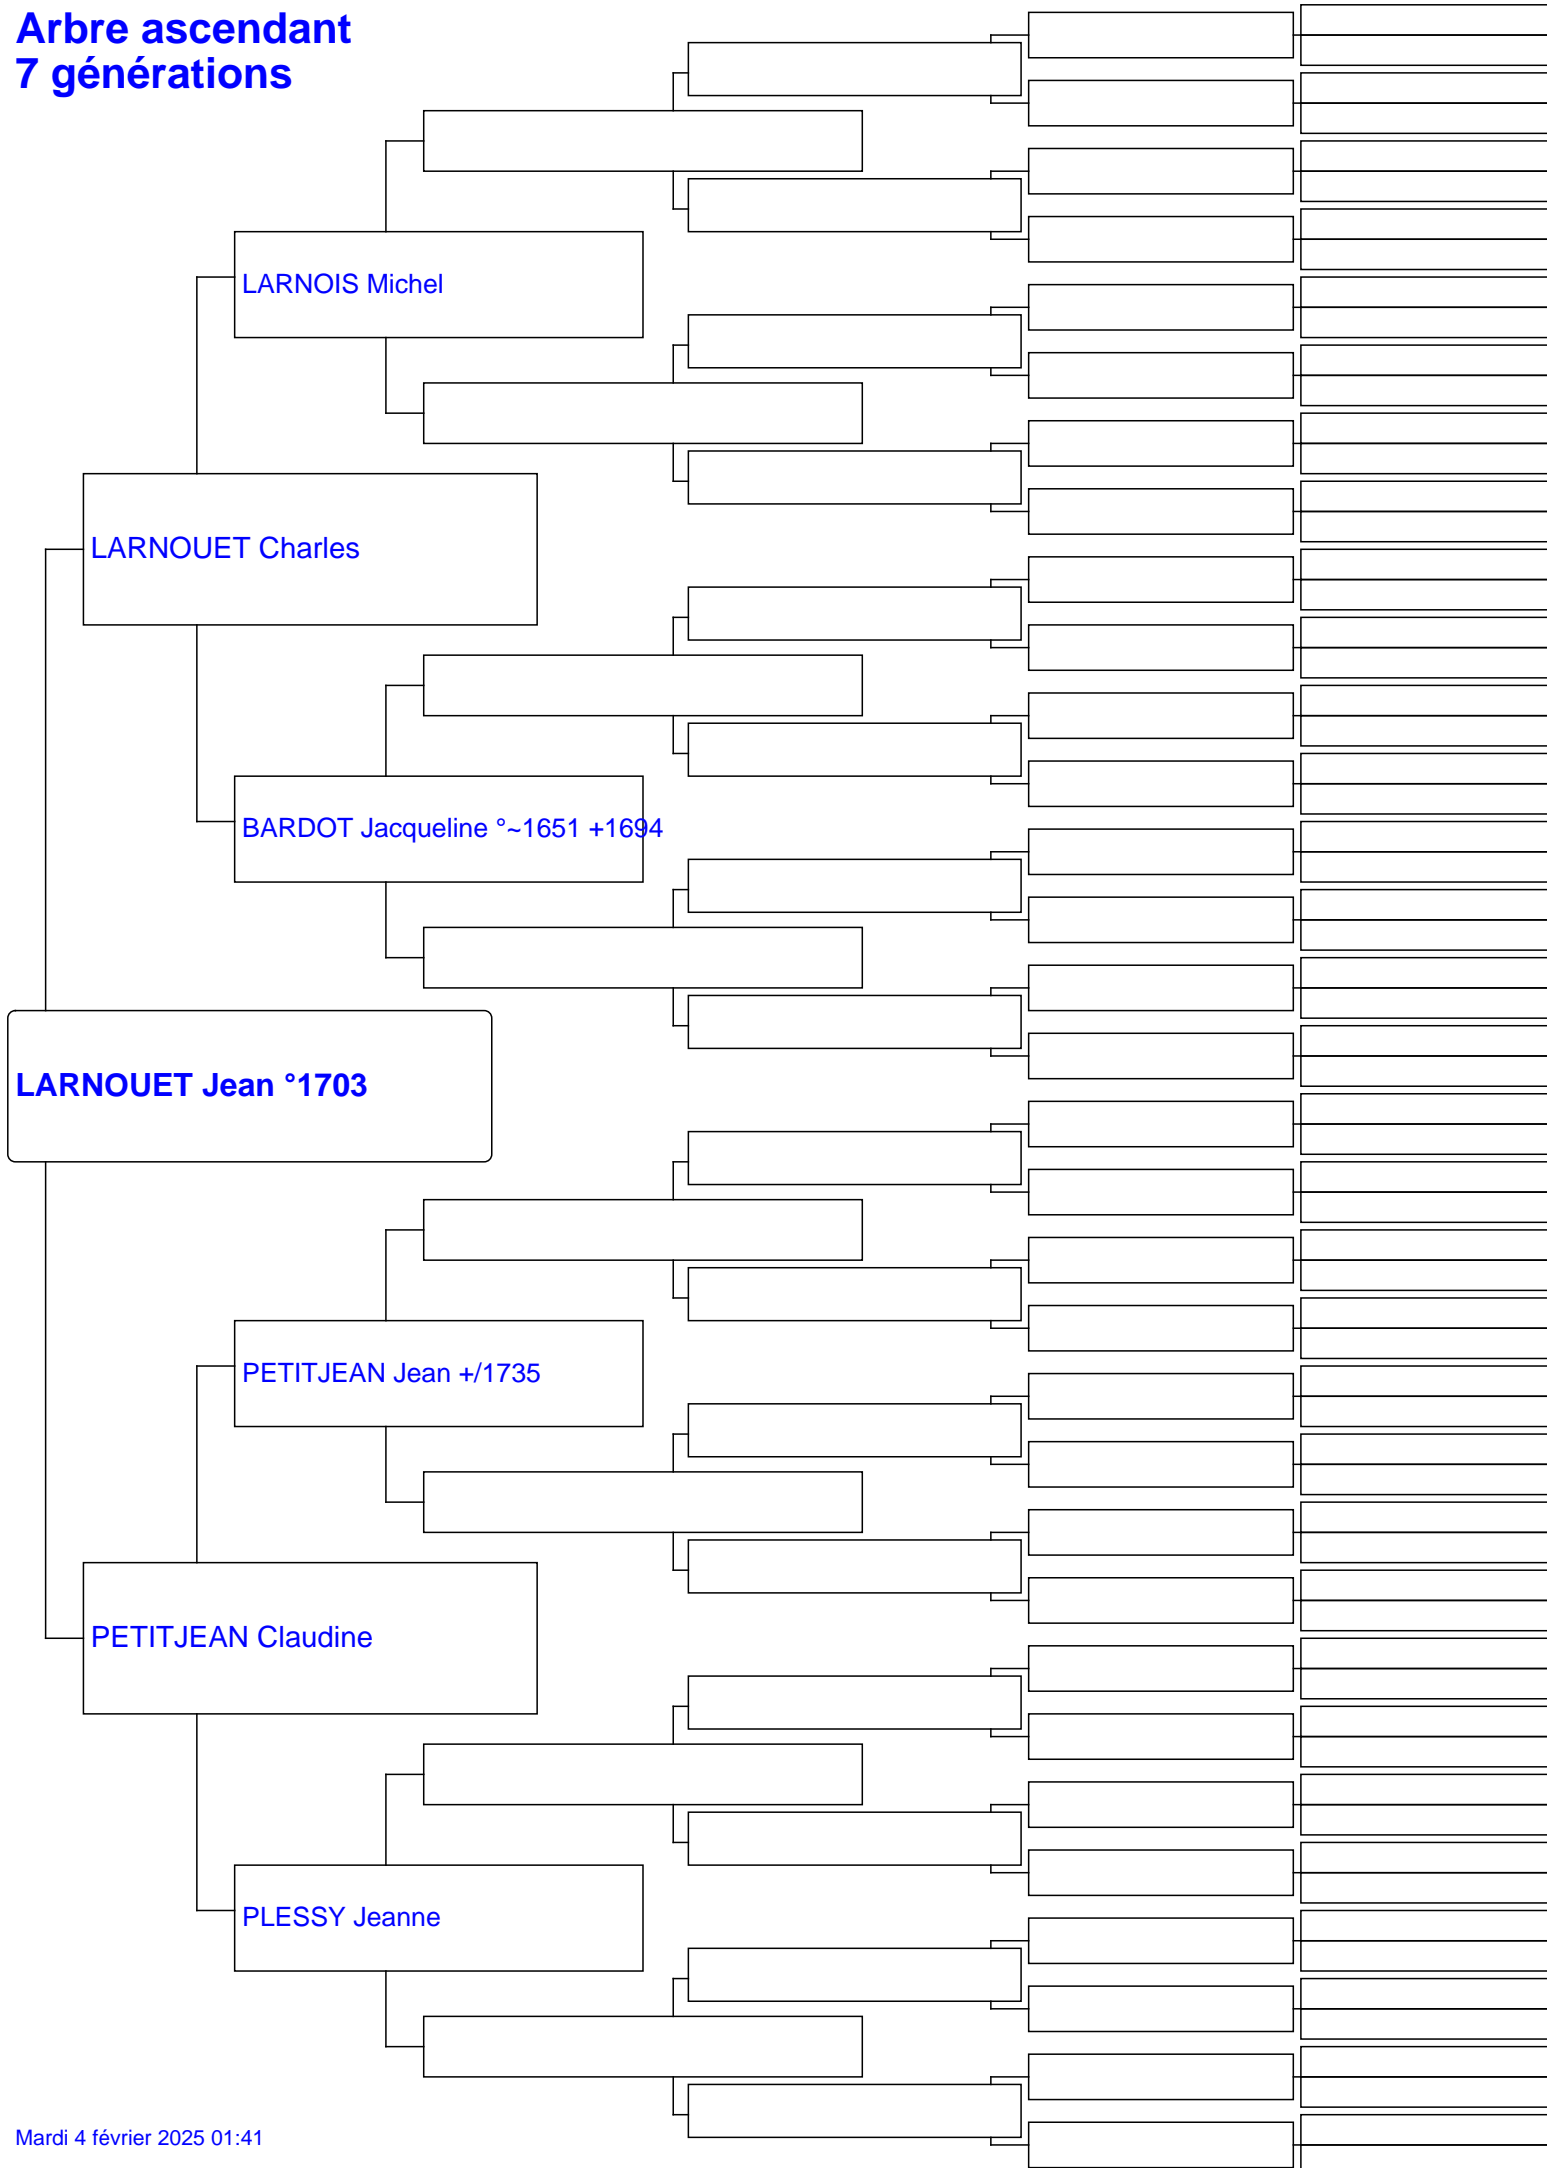 Arbre ascendant
7 générations
LARNOIS Michel
LARNOUET Charles
BARDOT Jacqueline °~1651 +1694
LARNOUET Jean °1703
PETITJEAN Jean +/1735
PETITJEAN Claudine
PLESSY Jeanne
Mardi 4 février 2025 01:41